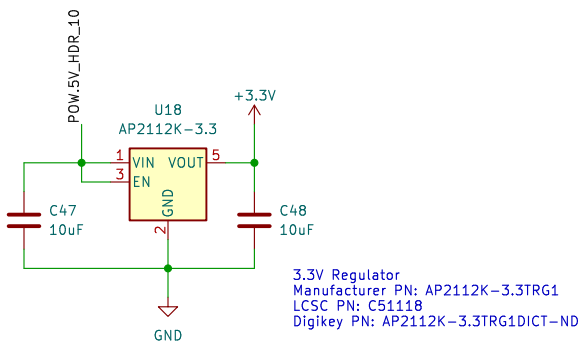 POW.5V_HDR_10
+3.3V
U18
AP2112K-3.3
1
VIN
VOUT
5
3
EN
GND
2
C47
10uF
C48
10uF
GND
3.3V Regulator
Manufacturer PN: AP2112K-3.3TRG1
LCSC PN: C51118
Digikey PN: AP2112K-3.3TRG1DICT-ND